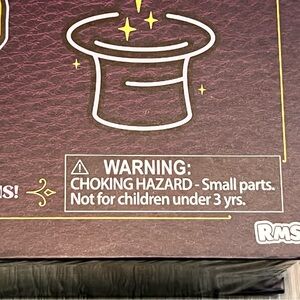 WARNING:
CHOKING HAZARD - Small parts.
Not for children under 3 yrs.
RMS